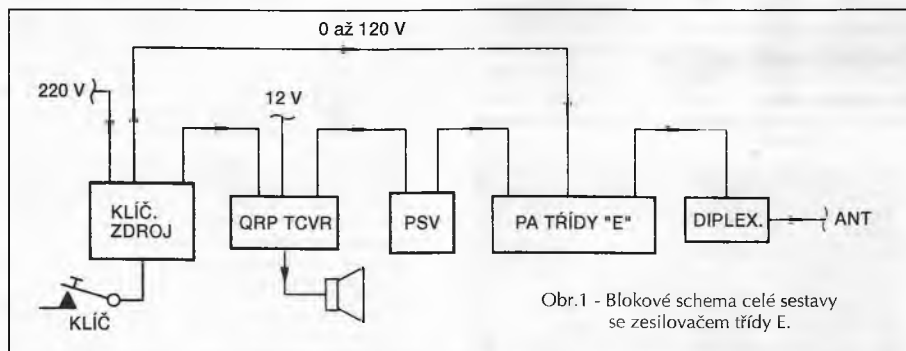 0 až 120 V
220 V
12 V
KLÍČ.
ZDROJ
QRP TCVR
PSV
PA TŘÍDY "E"
DIPLEX.
ANT
KLÍČ
Obr.1 - Blokové schema celé sestavy
se zesilovačem třídy E.